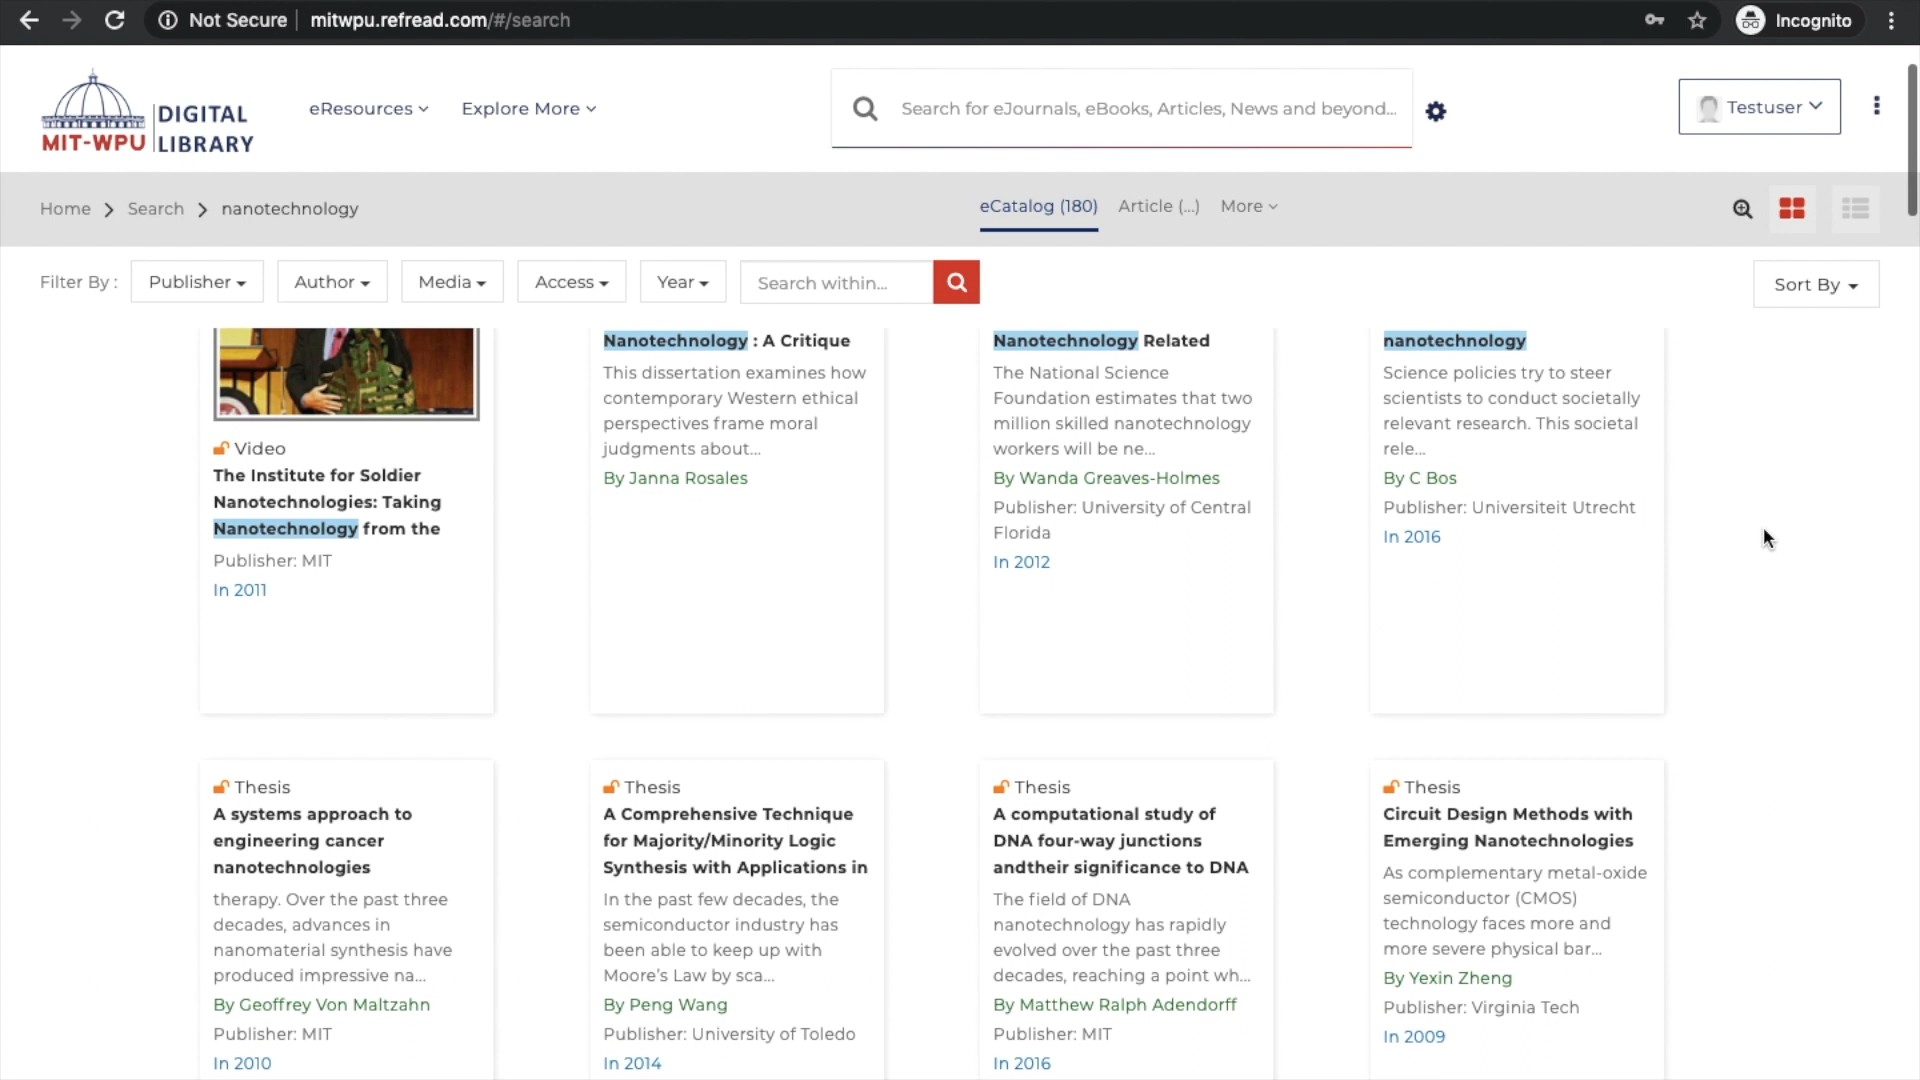 Not Secure | mitwpu.refread.com/#/search
Incognito
MIT-WPU
DIGITAL
LIBRARY
eResources
Explore More
Search for eJournals, eBooks, Articles, News and beyond...
Testuser
Home > Search > nanotechnology
eCatalog (180)
Article (...)
More
Filter By :
Publisher
Author
Media
Access
Year
Search within...
Sort By
Video
The Institute for Soldier
Nanotechnologies: Taking
Nanotechnology from the
Publisher: MIT
In 2011
Nanotechnology : A Critique
This dissertation examines how
contemporary Western ethical
perspectives frame moral
judgments about...
By Janna Rosales
Nanotechnology Related
The National Science
Foundation estimates that two
million skilled nanotechnology
workers will be ne...
By Wanda Greaves-Holmes
Publisher: University of Central
Florida
In 2012
nanotechnology
Science policies try to steer
scientists to conduct societally
relevant research. This societal
rele...
By C Bos
Publisher: Universiteit Utrecht
In 2016
Thesis
A systems approach to
engineering cancer
nanotechnologies
therapy. Over the past three
decades, advances in
nanomaterial synthesis have
produced impressive na...
By Geoffrey Von Maltzahn
Publisher: MIT
In 2010
Thesis
A Comprehensive Technique
for Majority/Minority Logic
Synthesis with Applications in
In the past few decades, the
semiconductor industry has
been able to keep up with
Moore's Law by sca...
By Peng Wang
Publisher: University of Toledo
In 2014
Thesis
A computational study of
DNA four-way junctions
andtheir significance to DNA
The field of DNA
nanotechnology has rapidly
evolved over the past three
decades, reaching a point wh...
By Matthew Ralph Adendorff
Publisher: MIT
In 2016
Thesis
Circuit Design Methods with
Emerging Nanotechnologies
As complementary metal-oxide
semiconductor (CMOS)
technology faces more and
more severe physical bar...
By Yexin Zheng
Publisher: Virginia Tech
In 2009